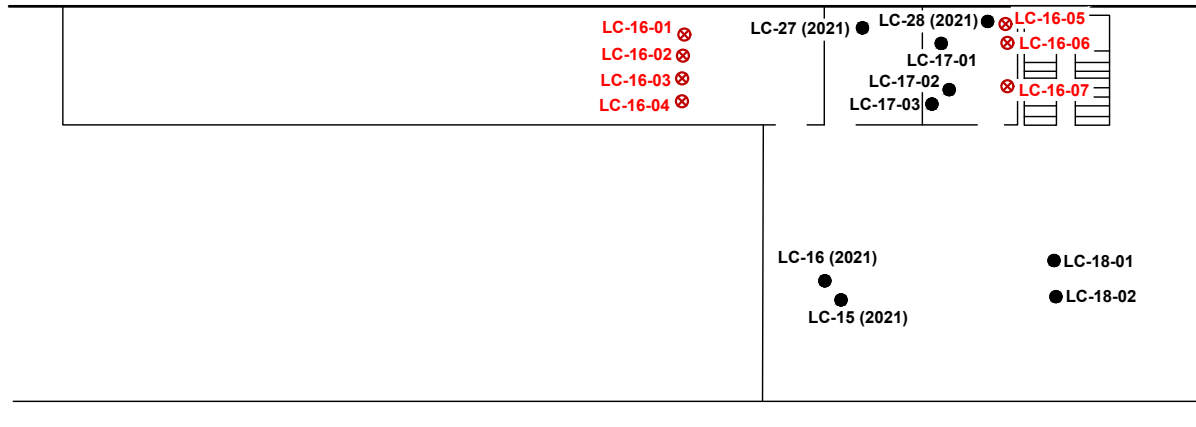 LC-16-01
LC-16-02
LC-16-03
LC-16-04
LC-27 (2021)
LC-28 (2021)
LC-17-01
LC-17-02
LC-17-03
LC-16-05
LC-16-06
LC-16-07
LC-16 (2021)
LC-15 (2021)
LC-18-01
LC-18-02